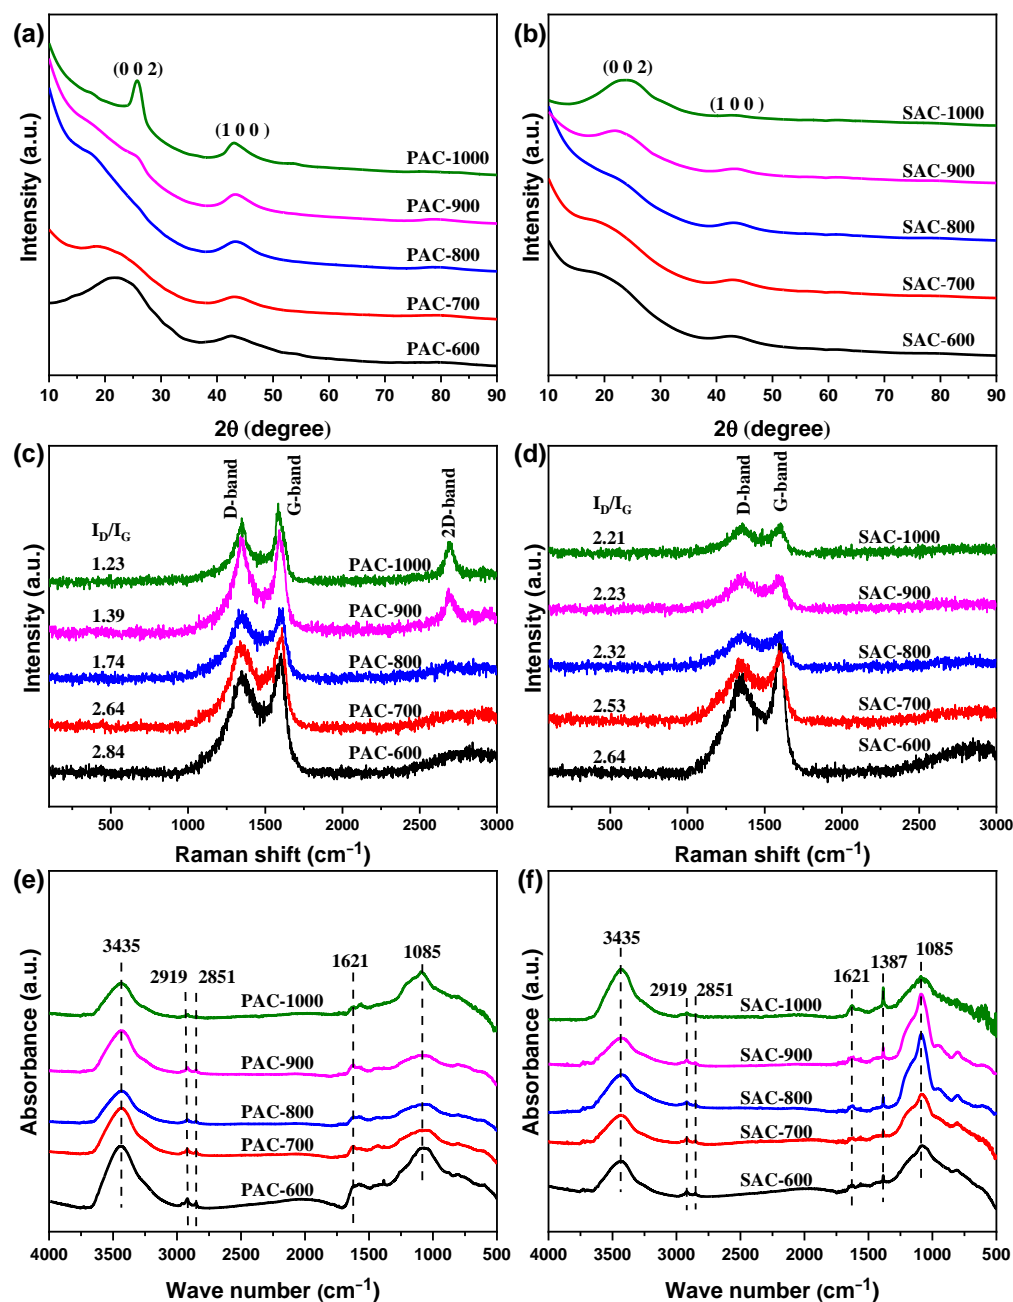 (a)
(0 0 2)
(1 0 0 )
PAC-1000
PAC-900
PAC-800
PAC-700
PAC-600
Intensity (a.u.)
10 20 30 40 50 60 70 80 90
2θ (degree)
(b)
(0 0 2)
(1 0 0 )
SAC-1000
SAC-900
SAC-800
SAC-700
SAC-600
Intensity (a.u.)
10 20 30 40 50 60 70 80 90
2θ (degree)
(c)
D-band
G-band
2D-band
I_D/I_G
1.23
PAC-1000
1.39
PAC-900
1.74
PAC-800
2.64
PAC-700
2.84
PAC-600
Intensity (a.u.)
500 1000 1500 2000 2500 3000
Raman shift (cm⁻¹)
(d)
D-band
G-band
I_D/I_G
2.21
SAC-1000
2.23
SAC-900
2.32
SAC-800
2.53
SAC-700
2.64
SAC-600
Intensity (a.u.)
500 1000 1500 2000 2500 3000
Raman shift (cm⁻¹)
(e)
3435
2919 2851
1621
1085
PAC-1000
PAC-900
PAC-800
PAC-700
PAC-600
Absorbance (a.u.)
4000 3500 3000 2500 2000 1500 1000 500
Wave number (cm⁻¹)
(f)
3435
2919 2851
1621
1387
1085
SAC-1000
SAC-900
SAC-800
SAC-700
SAC-600
Absorbance (a.u.)
4000 3500 3000 2500 2000 1500 1000 500
Wave number (cm⁻¹)